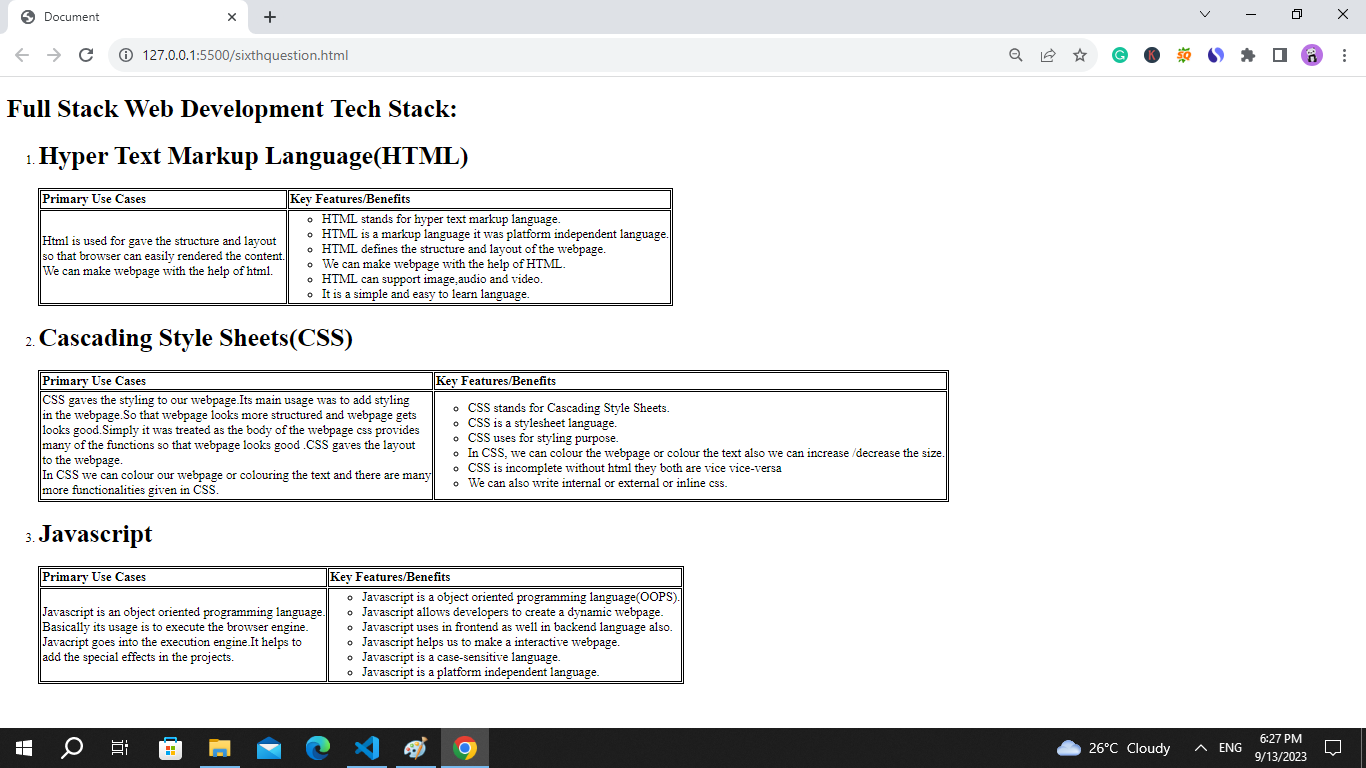 Document
127.0.0.1:5500/sixthquestion.html
Full Stack Web Development Tech Stack:
1. Hyper Text Markup Language(HTML)
Primary Use Cases
Key Features/Benefits
Html is used for gave the structure and layout
so that browser can easily rendered the content.
We can make webpage with the help of html.
HTML stands for hyper text markup language.
HTML is a markup language it was platform independent language.
HTML defines the structure and layout of the webpage.
We can make webpage with the help of HTML.
HTML can support image,audio and video.
It is a simple and easy to learn language.
2. Cascading Style Sheets(CSS)
Primary Use Cases
Key Features/Benefits
CSS gaves the styling to our webpage.Its main usage was to add styling
in the webpage.So that webpage looks more structured and webpage gets
looks good.Simply it was treated as the body of the webpage css provides
many of the functions so that webpage looks good .CSS gaves the layout
to the webpage.
In CSS we can colour our webpage or colouring the text and there are many
more functionalities given in CSS.
CSS stands for Cascading Style Sheets.
CSS is a stylesheet language.
CSS uses for styling purpose.
In CSS, we can colour the webpage or colour the text also we can increase /decrease the size.
CSS is incomplete without html they both are vice vice-versa
We can also write internal or external or inline css.
3. Javascript
Primary Use Cases
Key Features/Benefits
Javascript is an object oriented programming language.
Basically its usage is to execute the browser engine.
Javacript goes into the execution engine.It helps to
add the special effects in the projects.
Javascript is a object oriented programming language(OOPS).
Javascript allows developers to create a dynamic webpage.
Javascript uses in frontend as well in backend language also.
Javascript helps us to make a interactive webpage.
Javascript is a case-sensitive language.
Javascript is a platform independent language.
26°C Cloudy
ENG
6:27 PM
9/13/2023